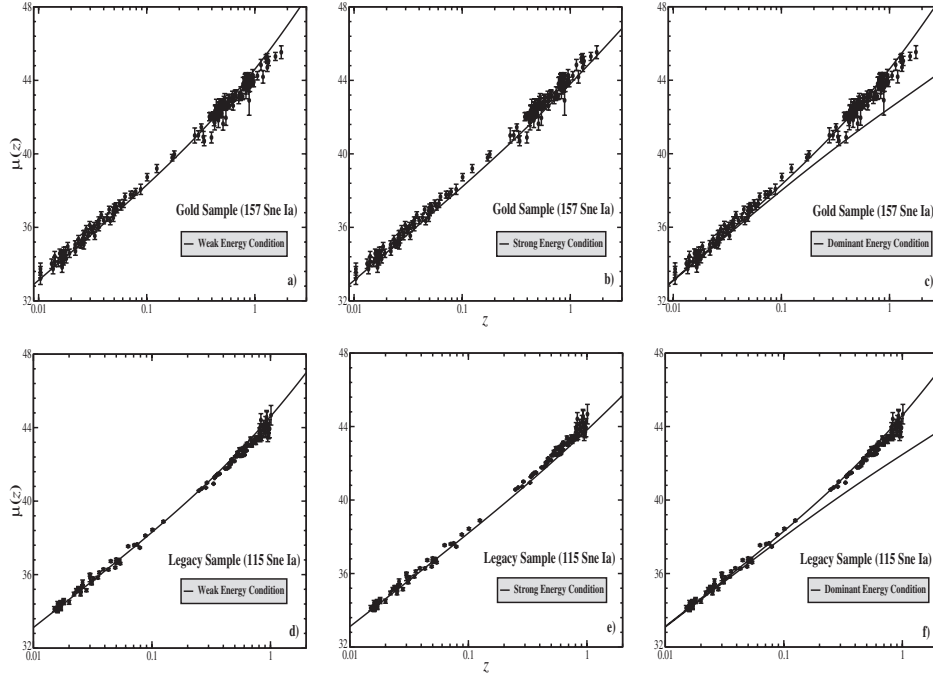 48
44
40
36
32
μ(z)
Gold Sample (157 Sne Ia)
Weak Energy Condition
a)
0.01
0.1
1
48
44
40
36
32
Gold Sample (157 Sne Ia)
Strong Energy Condition
b)
0.01
0.1
1
z
48
44
40
36
32
Gold Sample (157 Sne Ia)
Dominant Energy Condition
c)
0.01
0.1
1
48
44
40
36
32
μ(z)
Legacy Sample (115 Sne Ia)
Weak Energy Condition
d)
0.01
0.1
1
48
44
40
36
32
Legacy Sample (115 Sne Ia)
Strong Energy Condition
e)
0.01
0.1
1
z
48
44
40
36
32
Legacy Sample (115 Sne Ia)
Dominant Energy Condition
f)
0.01
0.1
1